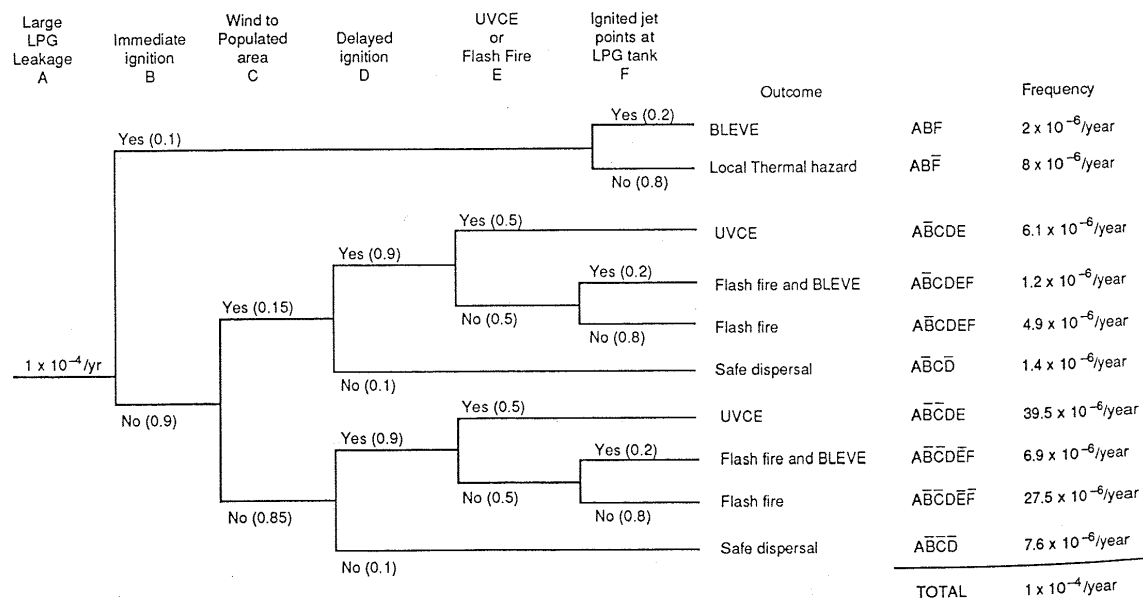 Large
LPG
Leakage
A
Immediate
ignition
B
Wind to
Populated
area
C
Delayed
ignition
D
UVCE
or
Flash Fire
E
Ignited jet
points at
LPG tank
F
Outcome
Frequency
Yes (0.1)
Yes (0.2)
BLEVE ABF 2 x 10⁻⁶/year
No (0.8)
Local Thermal hazard ABF̅ 8 x 10⁻⁶/year
Yes (0.5)
UVCE AB̅CDE 6.1 x 10⁻⁶/year
Yes (0.9)
Yes (0.2)
Flash fire and BLEVE AB̅CDEF 1.2 x 10⁻⁶/year
Yes (0.15)
No (0.5)
Flash fire AB̅CDEF 4.9 x 10⁻⁶/year
No (0.8)
1 x 10⁻⁴/yr
No (0.1)
Safe dispersal AB̅CD̅ 1.4 x 10⁻⁶/year
No (0.9)
Yes (0.5)
UVCE AB̅C̅DE 39.5 x 10⁻⁶/year
Yes (0.9)
Yes (0.2)
Flash fire and BLEVE AB̅C̅DE̅F 6.9 x 10⁻⁶/year
No (0.5)
Flash fire AB̅C̅DE̅F̅ 27.5 x 10⁻⁶/year
No (0.85)
No (0.8)
No (0.1)
Safe dispersal AB̅C̅D̅ 7.6 x 10⁻⁶/year
TOTAL 1 x 10⁻⁴/year